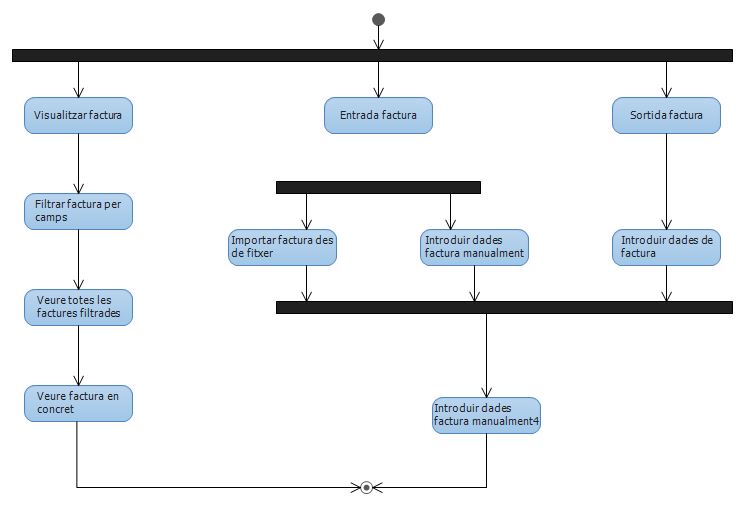 Visualitzar factura
Entrada factura
Sortida factura
Filtrar factura per
camps
Importar factura des
de fitxer
Introduir dades
factura manualment
Introduir dades de
factura
Veure totes les
factures filtrades
Veure factura en
concret
Introduir dades
factura manualment4